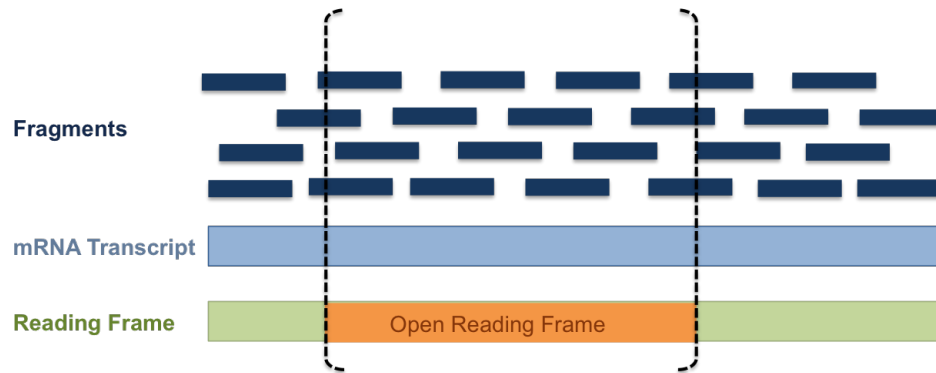 Fragments
mRNA Transcript
Reading Frame
Open Reading Frame